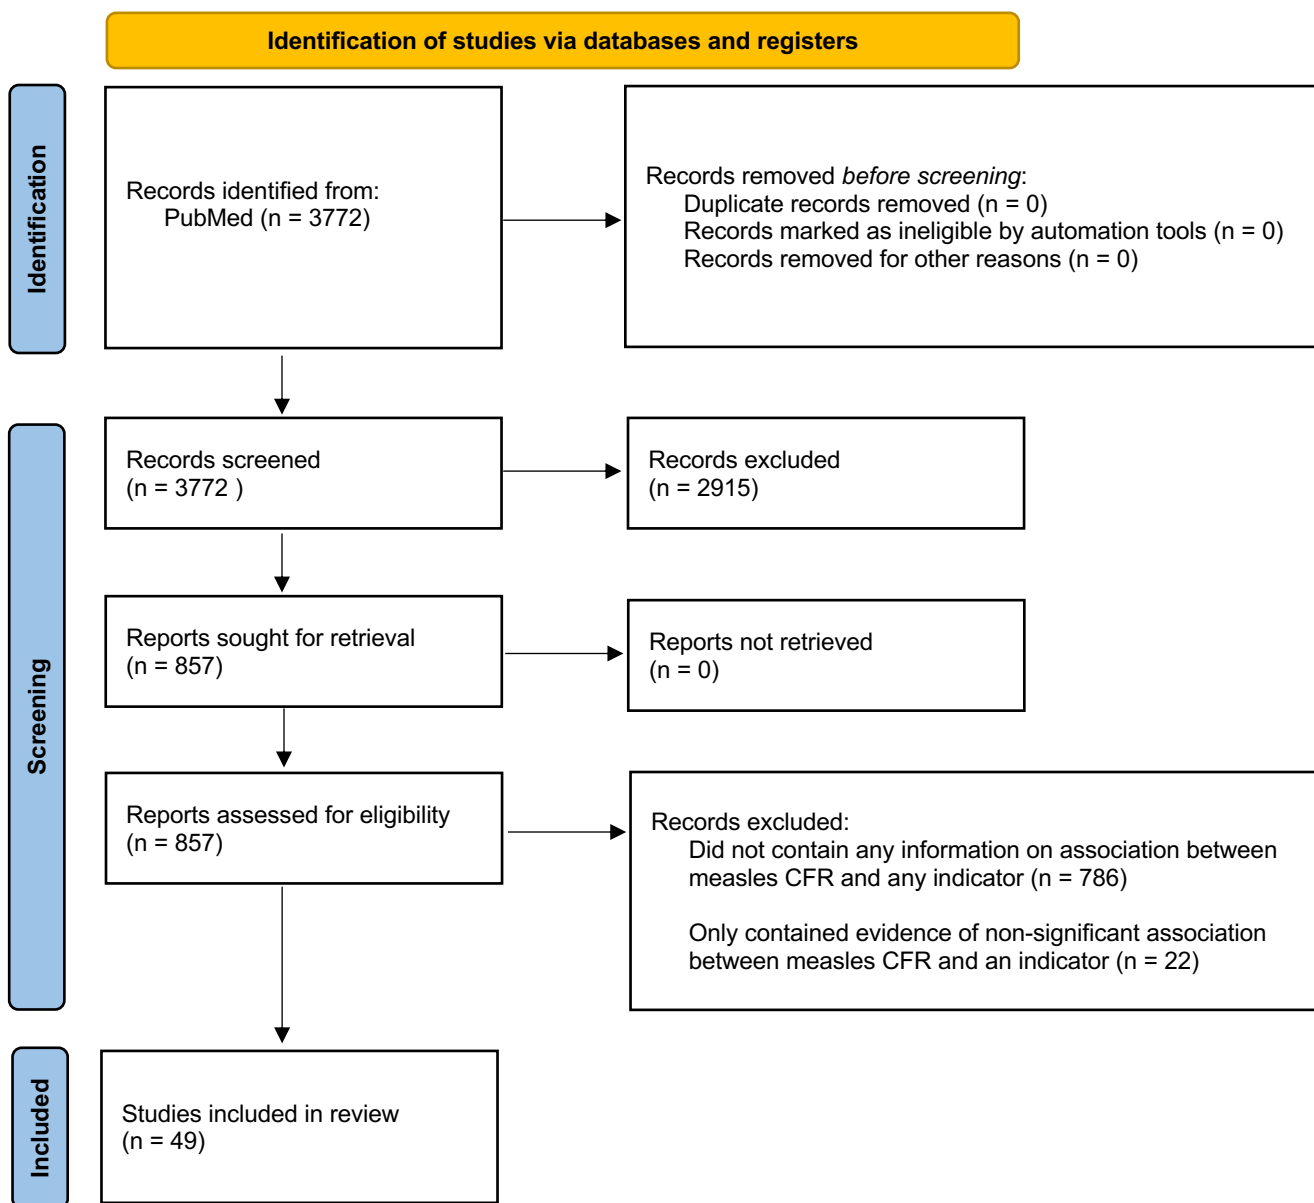 Identification of studies via databases and registers
Identification
Records identified from:
PubMed (n = 3772)
Records removed before screening:
Duplicate records removed (n = 0)
Records marked as ineligible by automation tools (n = 0)
Records removed for other reasons (n = 0)
Screening
Records screened
(n = 3772 )
Records excluded
(n = 2915)
Reports sought for retrieval
(n = 857)
Reports not retrieved
(n = 0)
Reports assessed for eligibility
(n = 857)
Records excluded:
Did not contain any information on association between
measles CFR and any indicator (n = 786)
Only contained evidence of non-significant association
between measles CFR and an indicator (n = 22)
Included
Studies included in review
(n = 49)